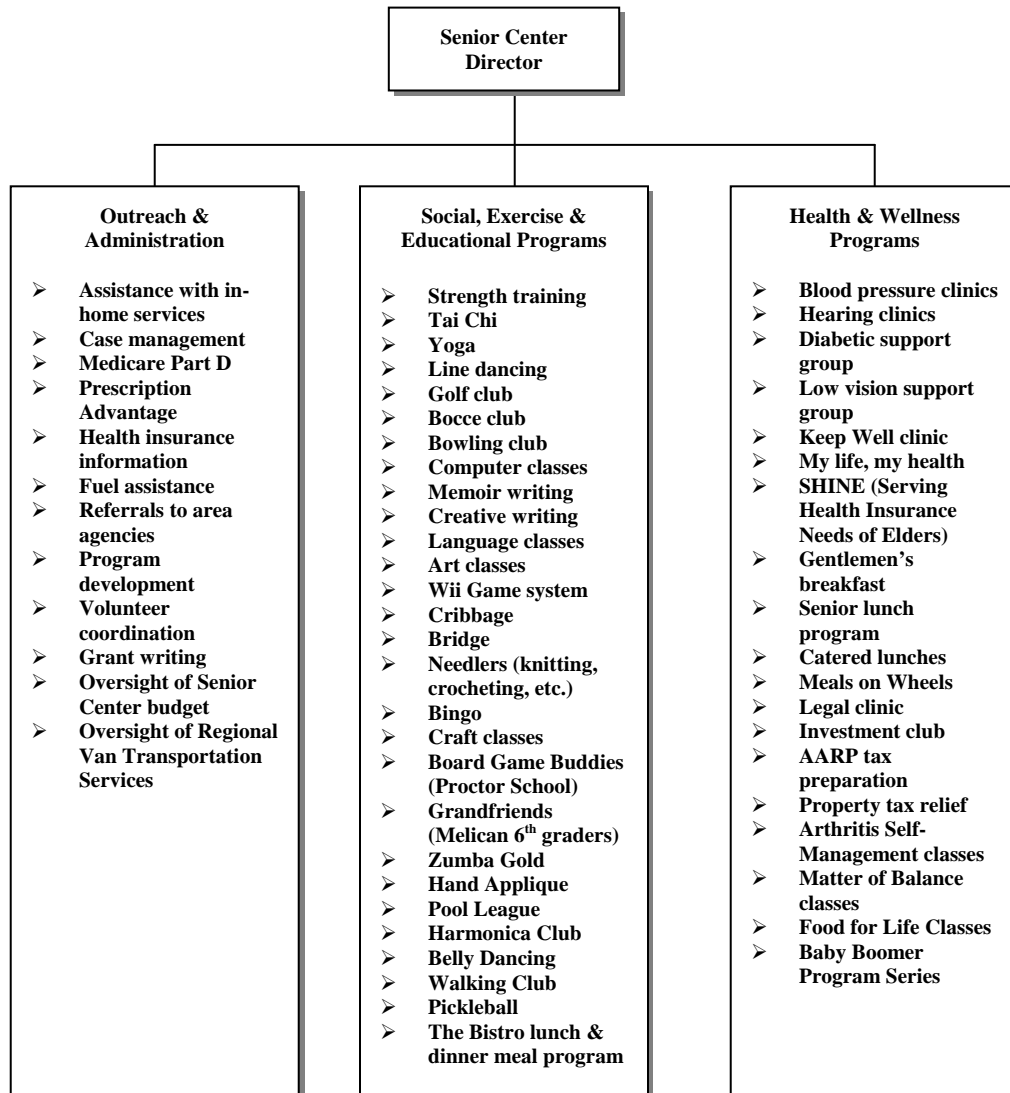 Senior Center
Director
Outreach &
Administration
➢ Assistance with in-
home services
➢ Case management
➢ Medicare Part D
➢ Prescription
Advantage
➢ Health insurance
information
➢ Fuel assistance
➢ Referrals to area
agencies
➢ Program
development
➢ Volunteer
coordination
➢ Grant writing
➢ Oversight of Senior
Center budget
➢ Oversight of Regional
Van Transportation
Services
Social, Exercise &
Educational Programs
➢ Strength training
➢ Tai Chi
➢ Yoga
➢ Line dancing
➢ Golf club
➢ Bocce club
➢ Bowling club
➢ Computer classes
➢ Memoir writing
➢ Creative writing
➢ Language classes
➢ Art classes
➢ Wii Game system
➢ Cribbage
➢ Bridge
➢ Needlers (knitting,
crocheting, etc.)
➢ Bingo
➢ Craft classes
➢ Board Game Buddies
(Proctor School)
➢ Grandfriends
(Melican 6th graders)
➢ Zumba Gold
➢ Hand Applique
➢ Pool League
➢ Harmonica Club
➢ Belly Dancing
➢ Walking Club
➢ Pickleball
➢ The Bistro lunch &
dinner meal program
Health & Wellness
Programs
➢ Blood pressure clinics
➢ Hearing clinics
➢ Diabetic support
group
➢ Low vision support
group
➢ Keep Well clinic
➢ My life, my health
➢ SHINE (Serving
Health Insurance
Needs of Elders)
➢ Gentlemen’s
breakfast
➢ Senior lunch
program
➢ Catered lunches
➢ Meals on Wheels
➢ Legal clinic
➢ Investment club
➢ AARP tax
preparation
➢ Property tax relief
➢ Arthritis Self-
Management classes
➢ Matter of Balance
classes
➢ Food for Life Classes
➢ Baby Boomer
Program Series